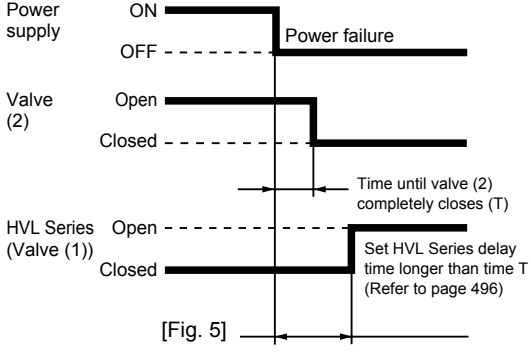 Power
supply
ON
OFF
Power failure
Valve
(2)
Open
Closed
Time until valve (2)
completely closes (T)
HVL Series
(Valve (1))
Open
Closed
Set HVL Series delay
time longer than time T
(Refer to page 496)
[Fig. 5]